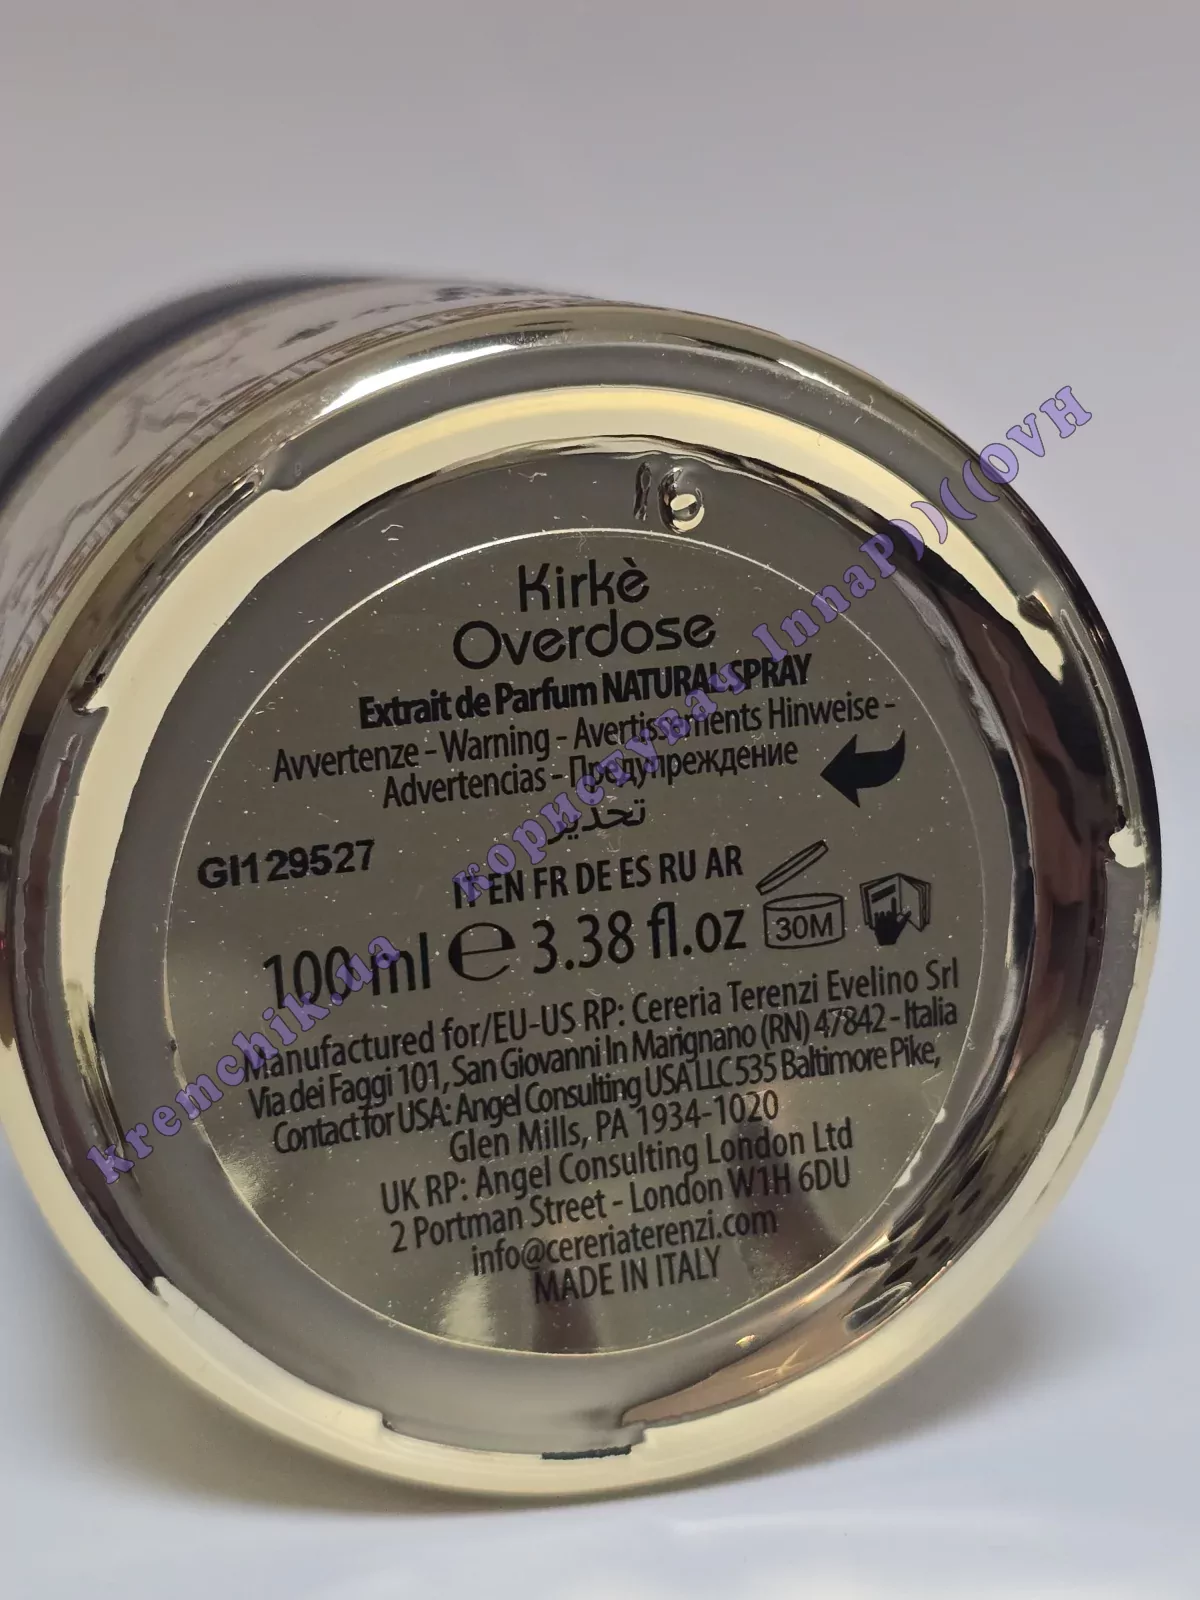 16
Kirkè
Overdose
Extrait de Parfum NATURAL SPRAY
Avvertenze - Warning - Avertissements Hinweise -
Advertencias - Предупреждение
تحذير
GI129527
IT EN FR DE ES RU AR
100 ml ℮ 3.38 fl.oz 30M
Manufactured for/EU-US RP: Cereria Terenzi Evelino Srl
Via dei Faggi 101, San Giovanni In Marignano (RN) 47842 - Italia
Contact for USA: Angel Consulting USA LLC 535 Baltimore Pike,
Glen Mills, PA 1934-1020
UK RP: Angel Consulting London Ltd
2 Portman Street - London W1H 6DU
info@cereriaterenzi.com
MADE IN ITALY
kremchik.ua користувач InnaP))((OVH